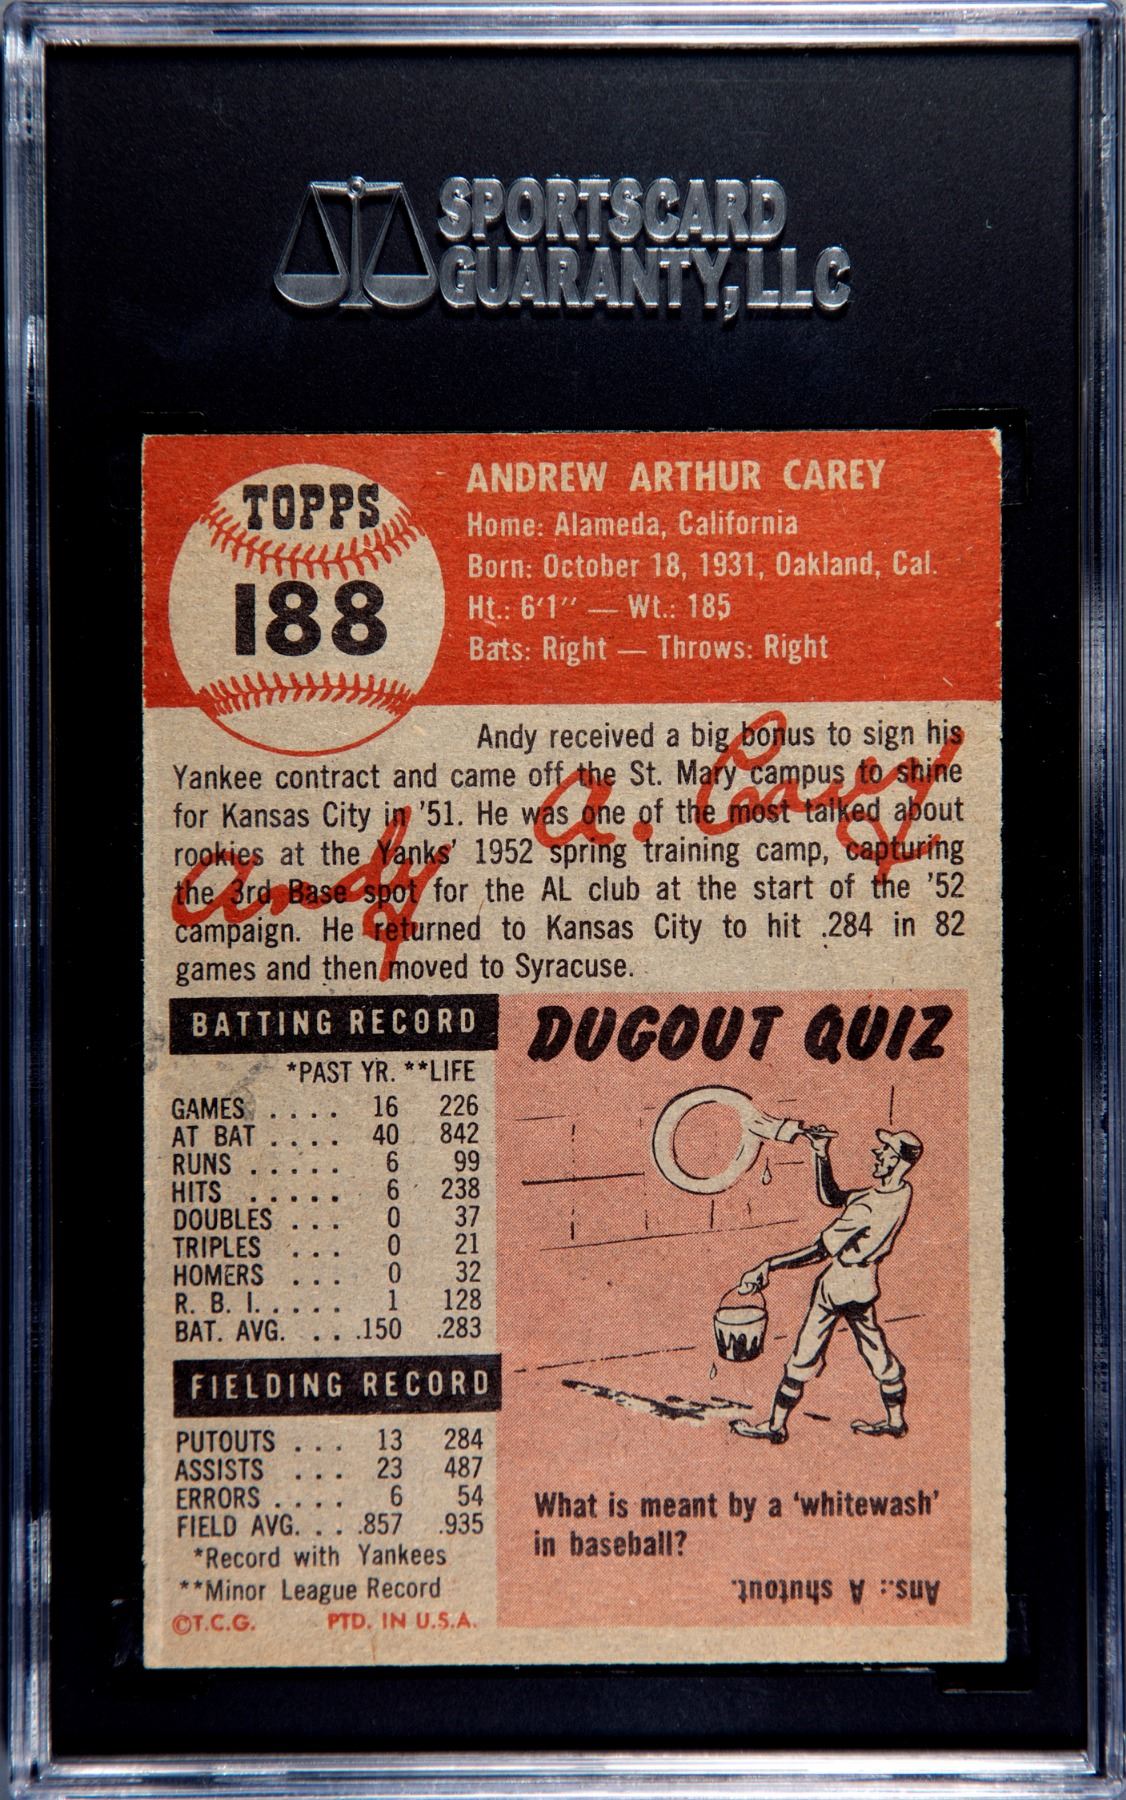 SPORTSCARD
GUARANTY, LLC
TOPPS
188
ANDREW ARTHUR CAREY
Home: Alameda, California
Born: October 18, 1931, Oakland, Cal.
Ht.: 6'1" — Wt.: 185
Bats: Right — Throws: Right
Andy received a big bonus to sign his
Yankee contract and came off the St. Mary campus to shine
for Kansas City in '51. He was one of the most talked about
rookies at the Yanks' 1952 spring training camp, capturing
the 3rd Base spot for the AL club at the start of the '52
campaign. He returned to Kansas City to hit .284 in 82
games and then moved to Syracuse.
Andy A. Carey
BATTING RECORD
*PAST YR. **LIFE
GAMES .... 16 226
AT BAT .... 40 842
RUNS ..... 6 99
HITS ..... 6 238
DOUBLES ... 0 37
TRIPLES ... 0 21
HOMERS ... 0 32
R. B. I. .... 1 128
BAT. AVG. ... .150 .283
FIELDING RECORD
PUTOUTS ... 13 284
ASSISTS ... 23 487
ERRORS .... 6 54
FIELD AVG. .. .857 .935
*Record with Yankees
**Minor League Record
©T.C.G. PTD. IN U.S.A.
DUGOUT QUIZ
What is meant by a 'whitewash'
in baseball?
Ans.: A shutout.